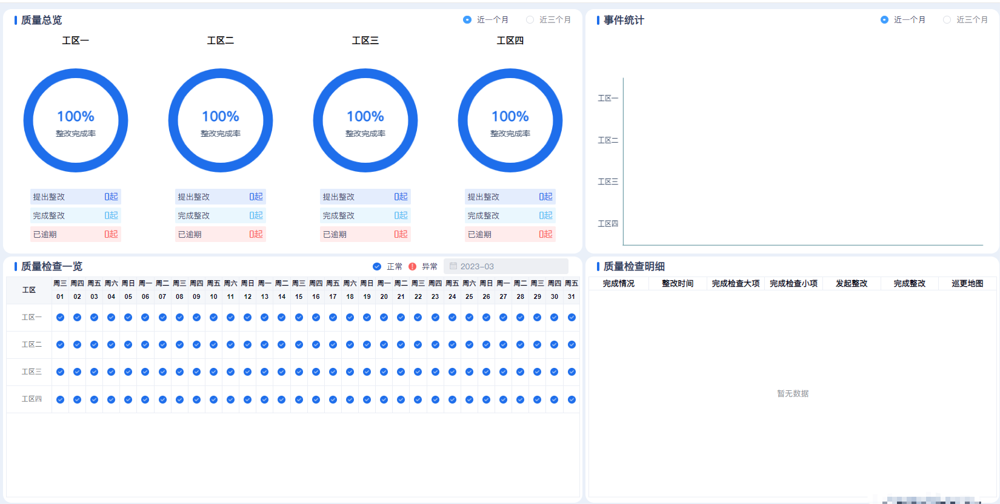 质量总览
近一个月 近三个月
工区一 工区二 工区三 工区四
100% 100% 100% 100%
整改完成率 整改完成率 整改完成率 整改完成率
提出整改 0起 提出整改 0起 提出整改 0起 提出整改 0起
完成整改 0起 完成整改 0起 完成整改 0起 完成整改 0起
已逾期 0起 已逾期 0起 已逾期 0起 已逾期 0起
事件统计
近一个月 近三个月
工区一
工区二
工区三
工区四
质量检查一览
正常 异常 2023-03
工区 周三 周四 周五 周六 周日 周一 周二 周三 周四 周五 周六 周日 周一 周二 周三 周四 周五 周六 周日 周一 周二 周三 周四 周五 周六 周日 周一 周二 周三 周四 周五
01 02 03 04 05 06 07 08 09 10 11 12 13 14 15 16 17 18 19 20 21 22 23 24 25 26 27 28 29 30 31
工区一
工区二
工区三
工区四
质量检查明细
完成情况 整改时间 完成检查大项 完成检查小项 发起整改 完成整改 巡更地图
暂无数据